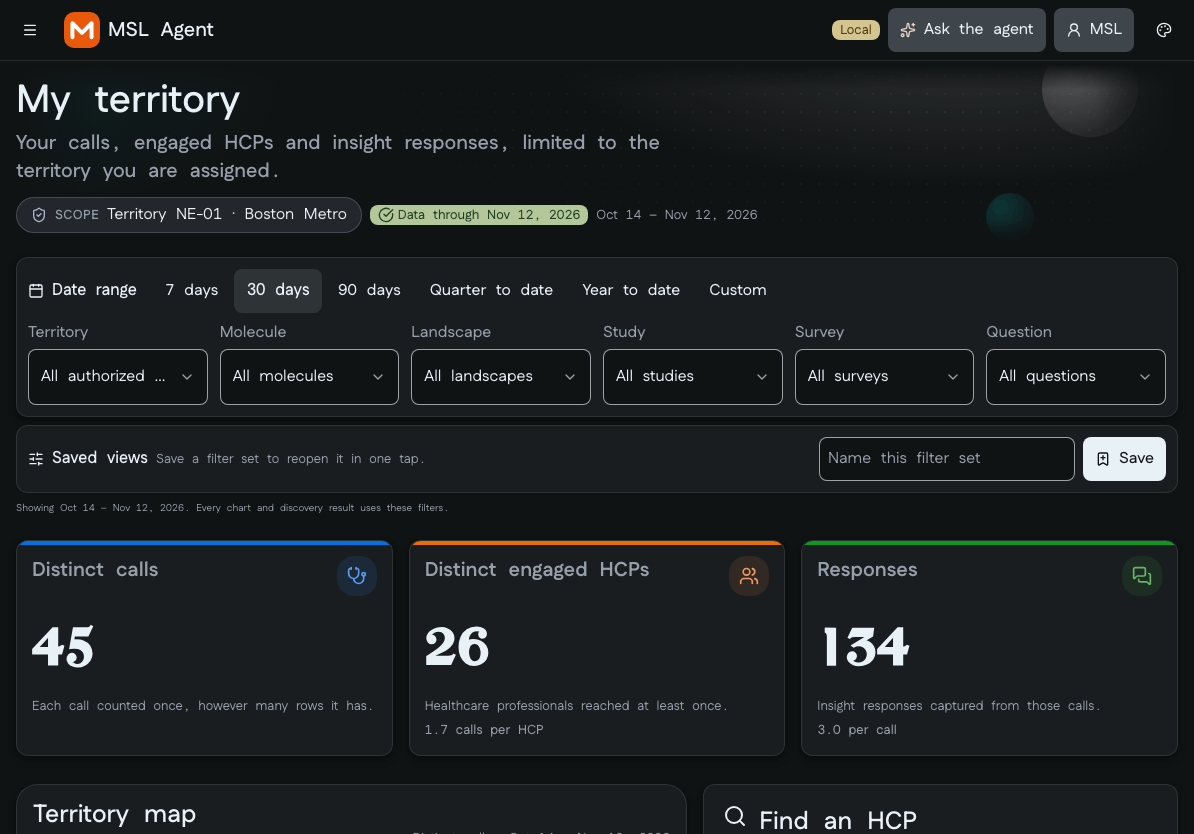 MSL Agent
Local
Ask the agent
MSL
My territory
Your calls, engaged HCPs and insight responses, limited to the
territory you are assigned.
SCOPE Territory NE-01 · Boston Metro
Data through Nov 12, 2026
Oct 14 – Nov 12, 2026
Date range
7 days
30 days
90 days
Quarter to date
Year to date
Custom
Territory
Molecule
Landscape
Study
Survey
Question
All authorized ...
All molecules
All landscapes
All studies
All surveys
All questions
Saved views Save a filter set to reopen it in one tap.
Name this filter set
Save
Showing Oct 14 – Nov 12, 2026. Every chart and discovery result uses these filters.
Distinct calls
45
Each call counted once, however many rows it has.
Distinct engaged HCPs
26
Healthcare professionals reached at least once.
1.7 calls per HCP
Responses
134
Insight responses captured from those calls.
3.0 per call
Territory map
Find an HCP